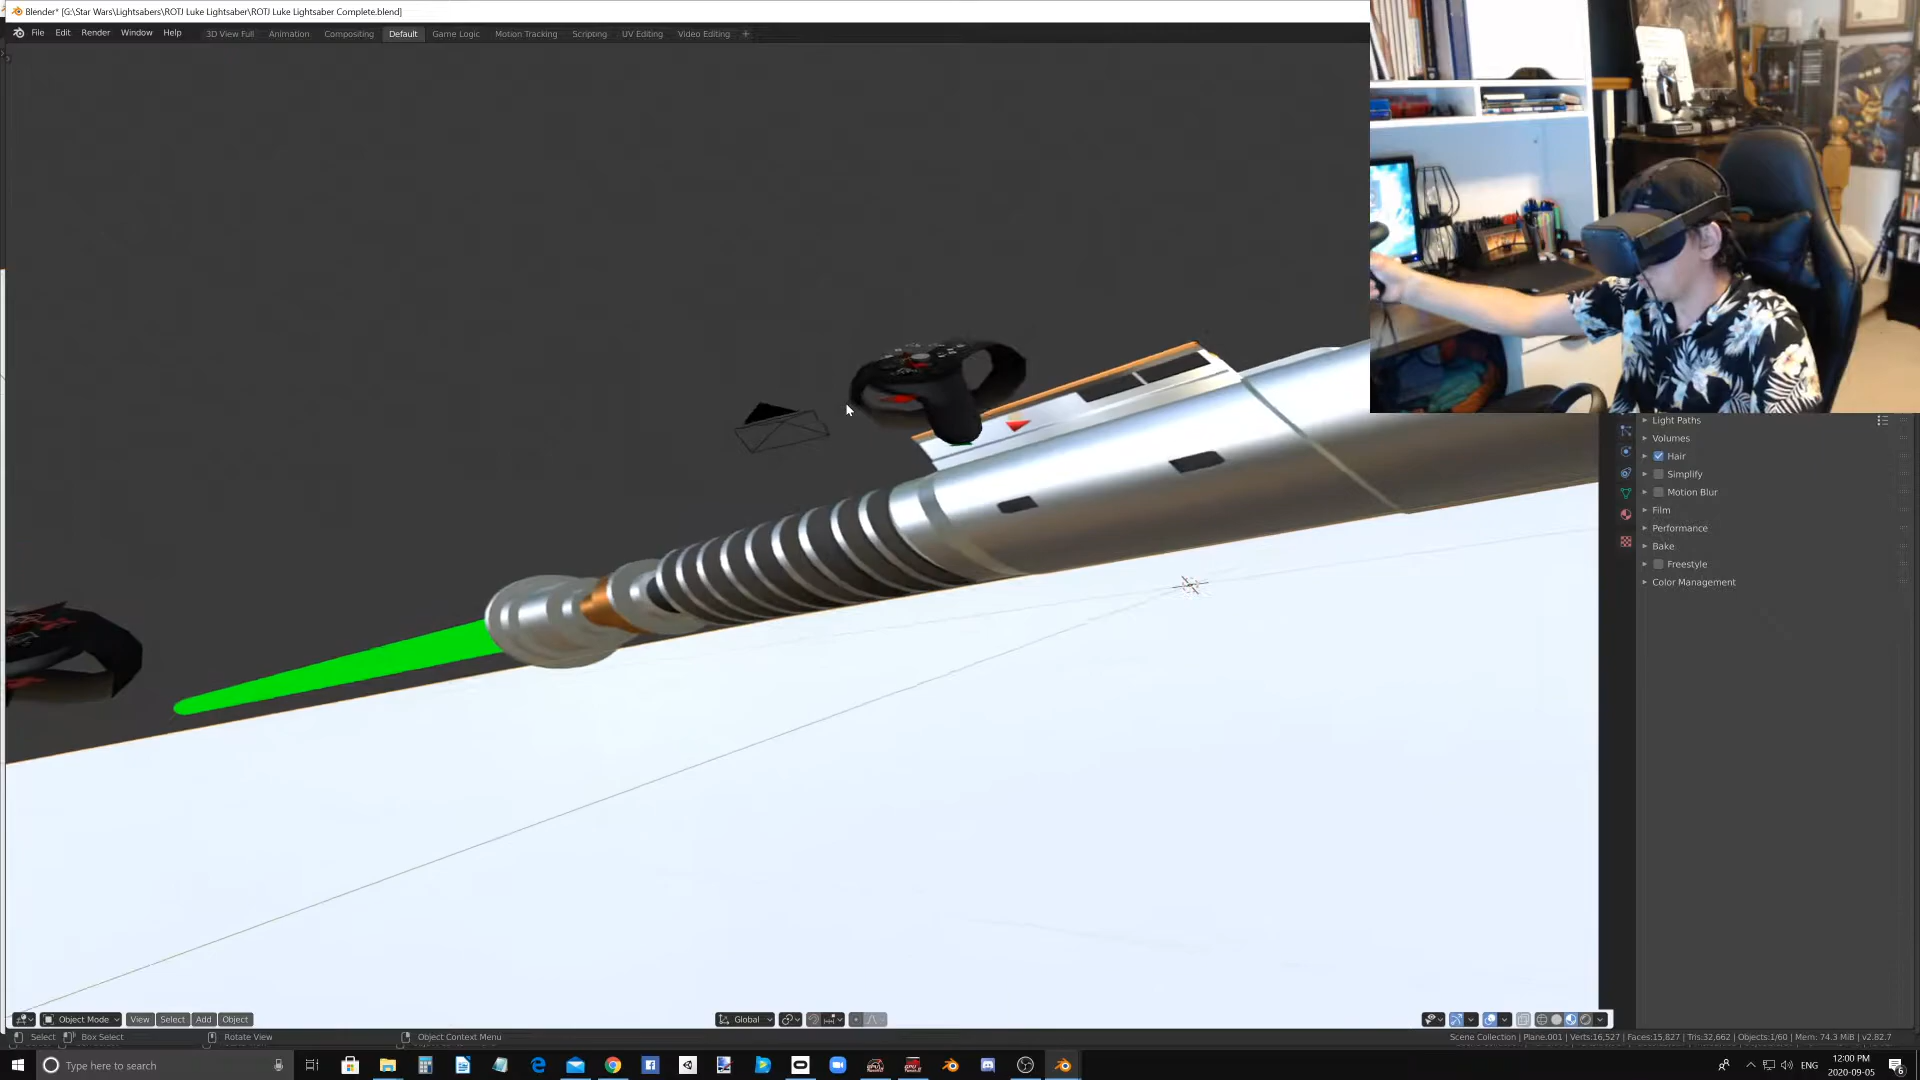 Blender* [G:\Star Wars\Lightsabers\ROTJ Luke Lightsaber\ROTJ Luke Lightsaber Complete.blend]
File Edit Render Window Help 3D View Full Animation Compositing Default Game Logic Motion Tracking Scripting UV Editing Video Editing +
Light Paths
Volumes
Hair
Simplify
Motion Blur
Film
Performance
Bake
Freestyle
Color Management
Object Mode View Select Add Object Global
Select Box Select Rotate View Object Context Menu Scene Collection | Plane.001 | Verts:16,527 | Faces:15,827 | Tris:32,662 | Objects:1/60 | Mem: 74.3 MiB | v2.82.7
Type here to search ENG 12:00 PM
2020-09-05 6